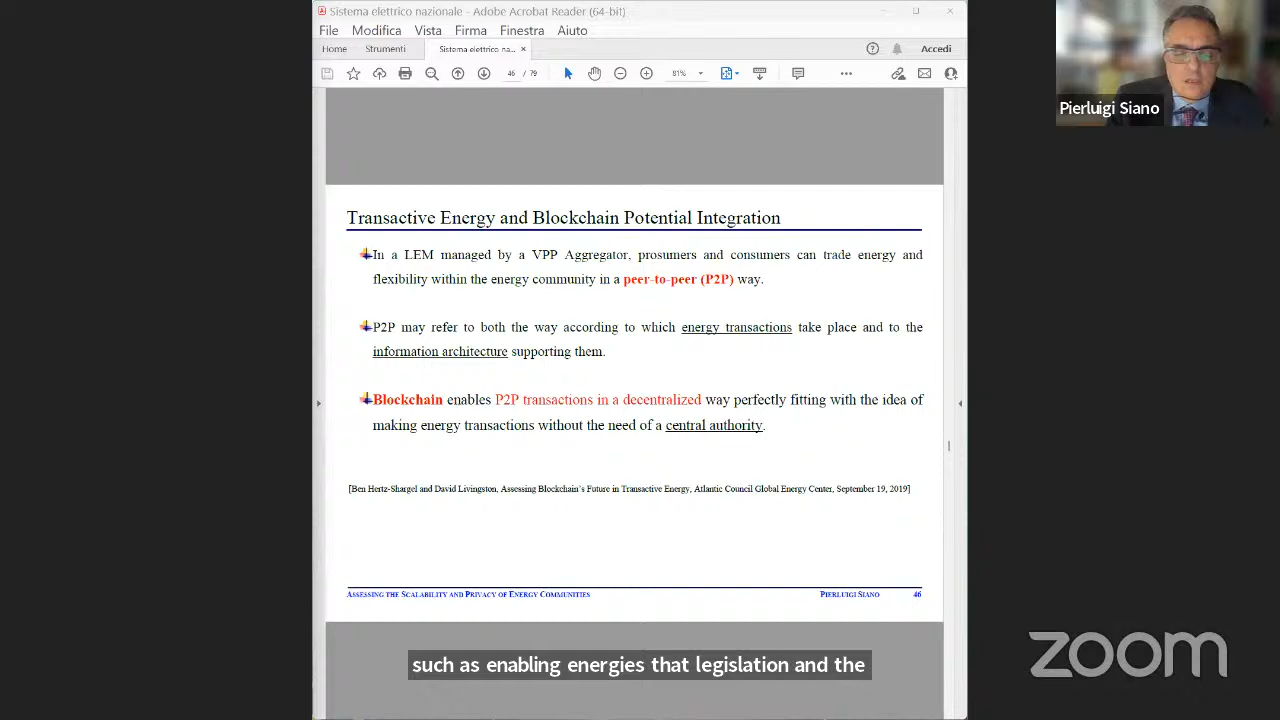 Sistema elettrico nazionale - Adobe Acrobat Reader (64-bit)
File Modifica Vista Firma Finestra Aiuto
Home Strumenti Sistema elettrico na... × Accedi
46 / 79 81%
Pierluigi Siano
Transactive Energy and Blockchain Potential Integration
In a LEM managed by a VPP Aggregator, prosumers and consumers can trade energy and
flexibility within the energy community in a peer-to-peer (P2P) way.
P2P may refer to both the way according to which energy transactions take place and to the
information architecture supporting them.
Blockchain enables P2P transactions in a decentralized way perfectly fitting with the idea of
making energy transactions without the need of a central authority.
[Ben Hertz-Shargel and David Livingston, Assessing Blockchain's Future in Transactive Energy, Atlantic Council Global Energy Center, September 19, 2019]
ASSESSING THE SCALABILITY AND PRIVACY OF ENERGY COMMUNITIES PIERLUIGI SIANO 46
such as enabling energies that legislation and the
zoom